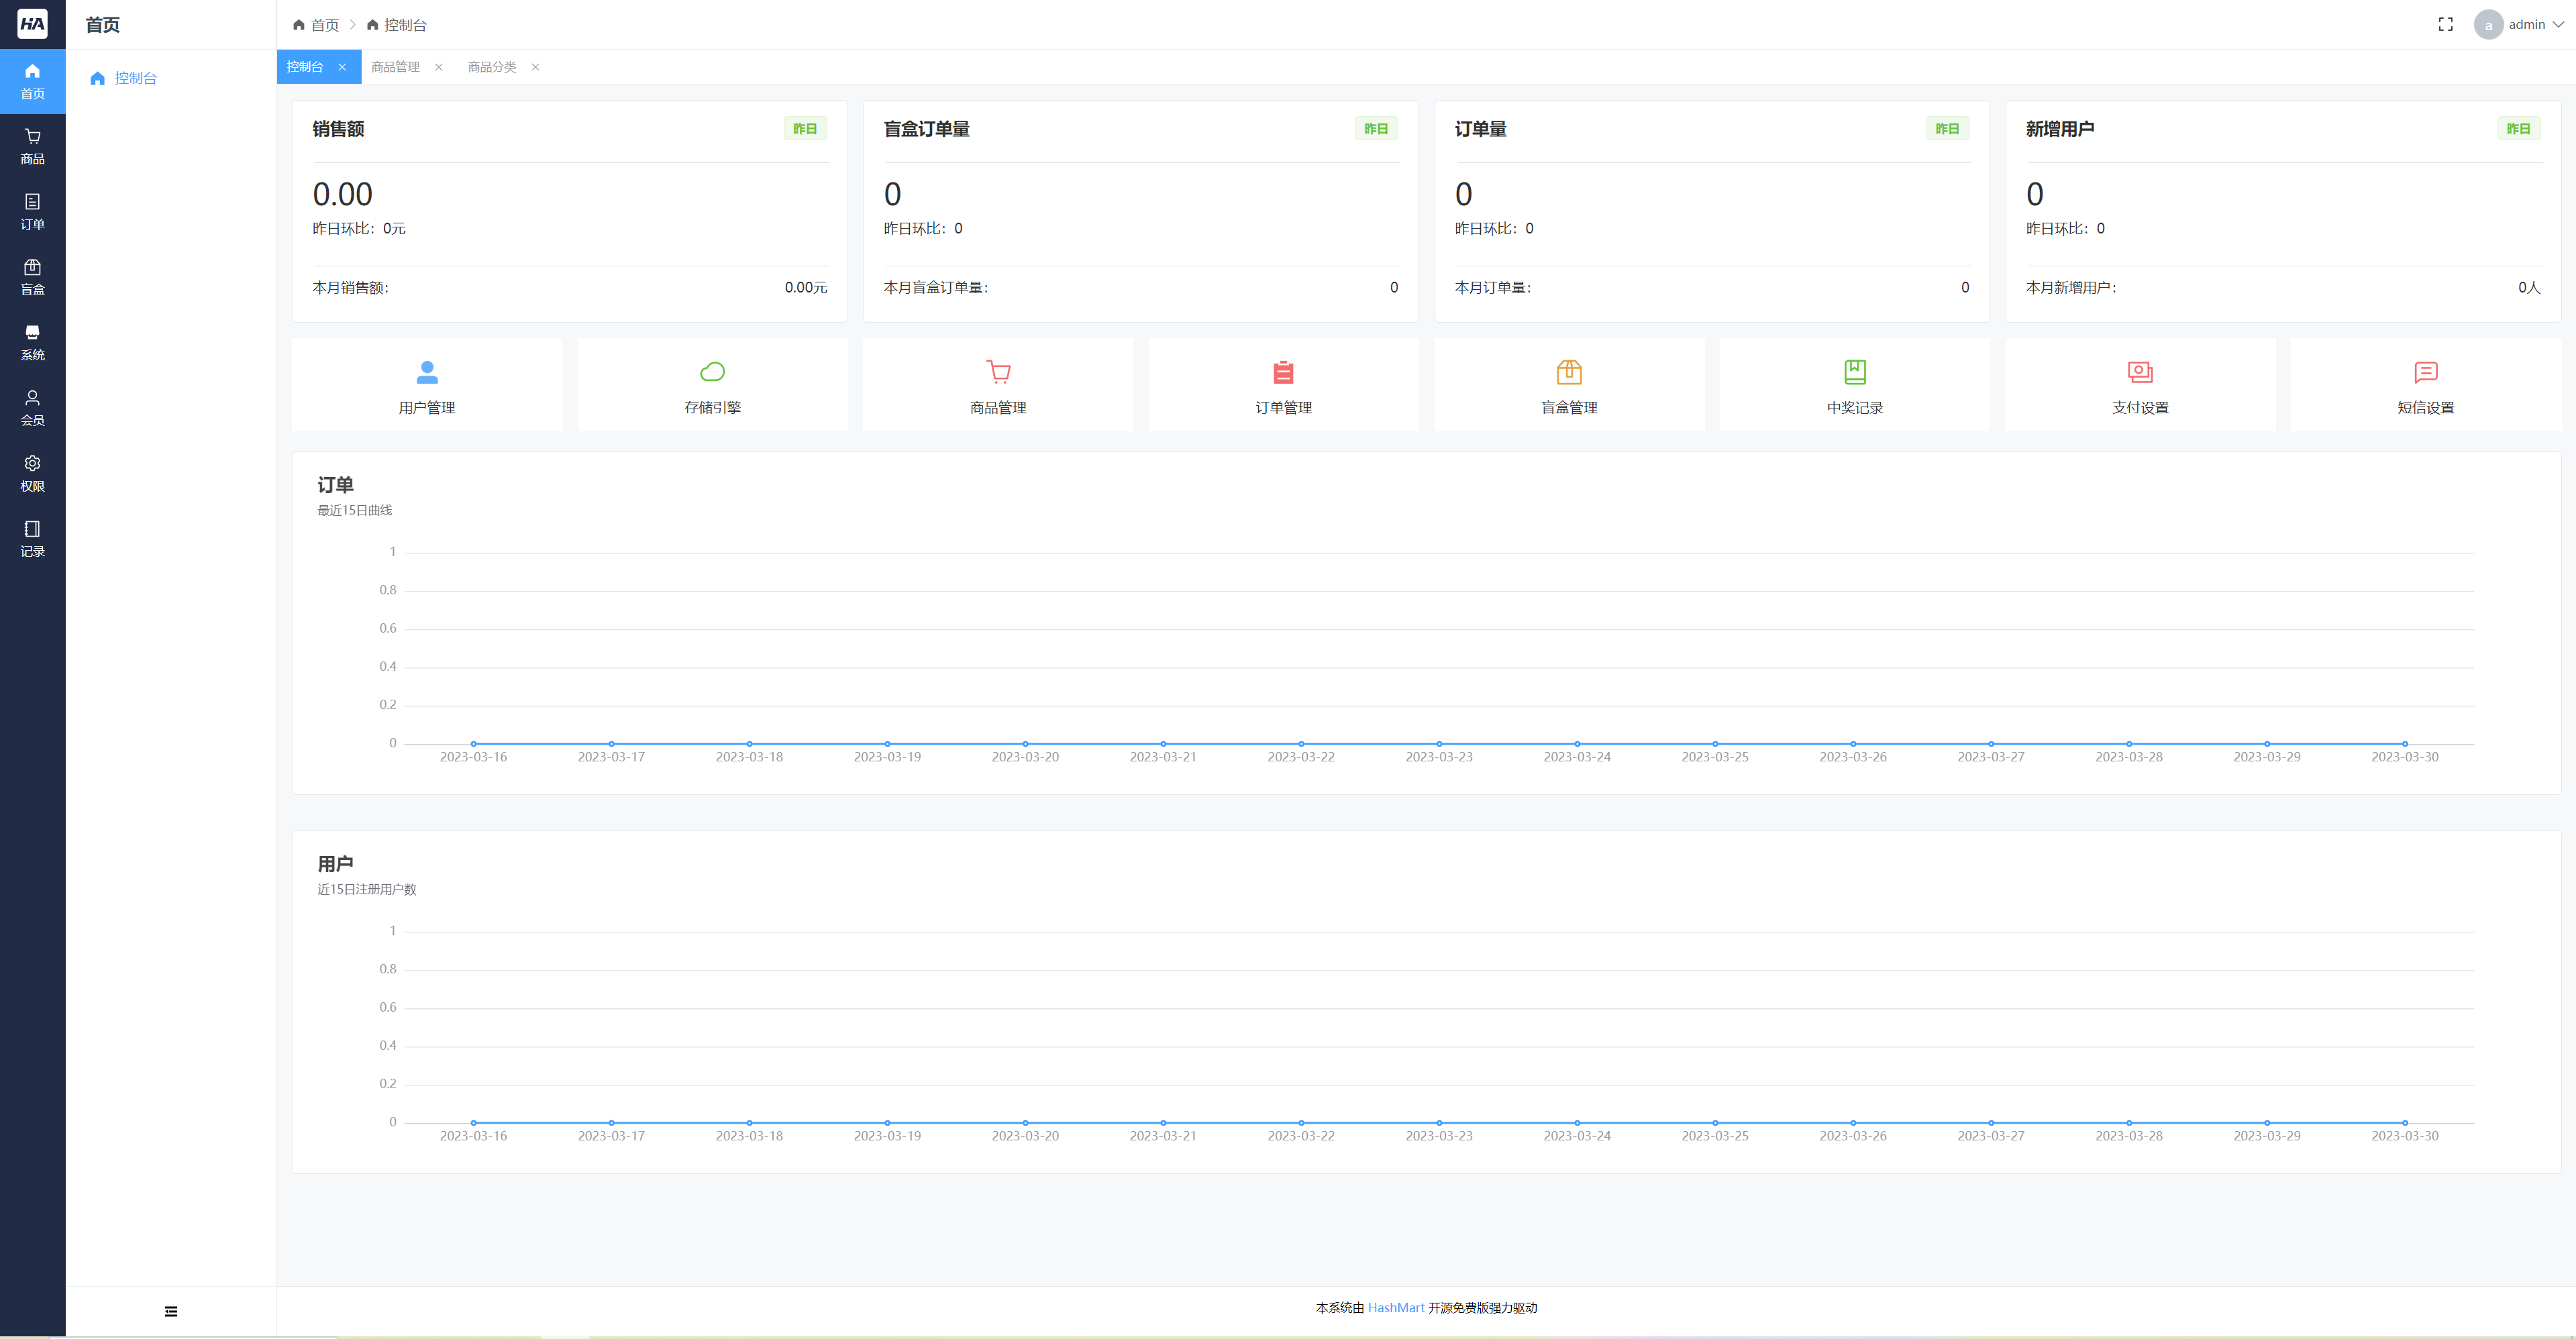 HA
首页
商品
订单
盲盒
系统
会员
权限
记录
首页
控制台
首页 控制台
a admin
控制台 商品管理 商品分类
销售额 昨日
0.00
昨日环比：0元
本月销售额： 0.00元
盲盒订单量 昨日
0
昨日环比：0
本月盲盒订单量： 0
订单量 昨日
0
昨日环比：0
本月订单量： 0
新增用户 昨日
0
昨日环比：0
本月新增用户： 0人
用户管理 存储引擎 商品管理 订单管理 盲盒管理 中奖记录 支付设置 短信设置
订单
最近15日曲线
1
0.8
0.6
0.4
0.2
0
2023-03-16 2023-03-17 2023-03-18 2023-03-19 2023-03-20 2023-03-21 2023-03-22 2023-03-23 2023-03-24 2023-03-25 2023-03-26 2023-03-27 2023-03-28 2023-03-29 2023-03-30
用户
近15日注册用户数
1
0.8
0.6
0.4
0.2
0
2023-03-16 2023-03-17 2023-03-18 2023-03-19 2023-03-20 2023-03-21 2023-03-22 2023-03-23 2023-03-24 2023-03-25 2023-03-26 2023-03-27 2023-03-28 2023-03-29 2023-03-30
本系统由 HashMart 开源免费版强力驱动